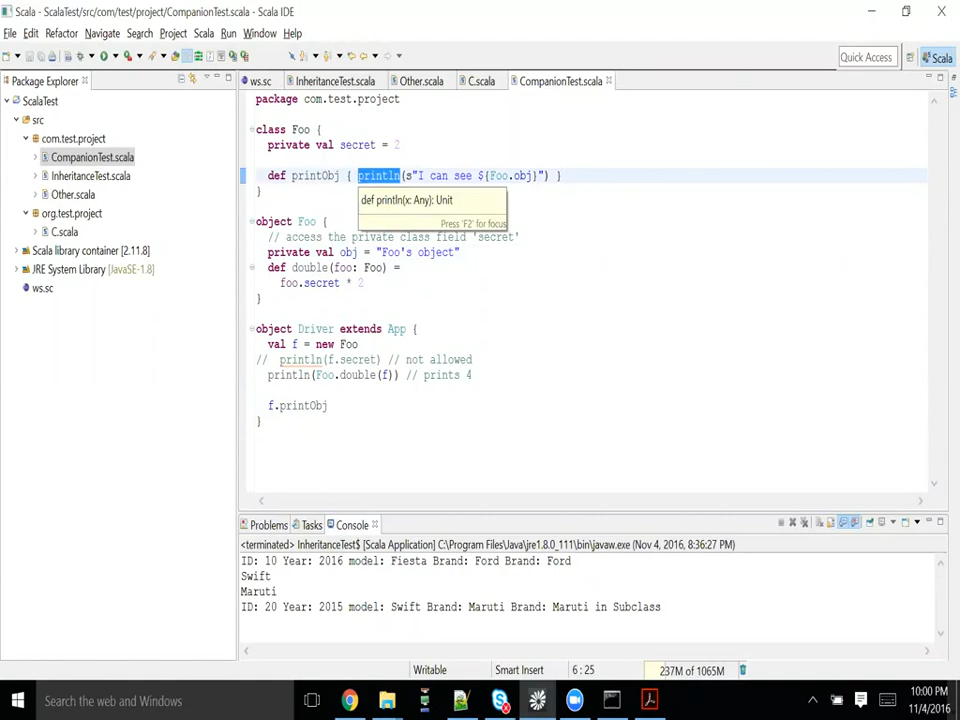 Scala - ScalaTest/src/com/test/project/CompanionTest.scala - Scala IDE
File Edit Refactor Navigate Search Project Scala Run Window Help
Quick Access Scala
Package Explorer
ws.sc InheritanceTest.scala Other.scala C.scala CompanionTest.scala
ScalaTest
src
com.test.project
CompanionTest.scala
InheritanceTest.scala
Other.scala
org.test.project
C.scala
Scala library container [2.11.8]
JRE System Library [JavaSE-1.8]
ws.sc
package com.test.project
class Foo {
private val secret = 2
def printObj { println(s"I can see ${Foo.obj}") }
}
def println(x: Any): Unit
Press 'F2' for focus
object Foo {
// access the private class field 'secret'
private val obj = "Foo's object"
def double(foo: Foo) =
foo.secret * 2
}
object Driver extends App {
val f = new Foo
// println(f.secret) // not allowed
println(Foo.double(f)) // prints 4
f.printObj
}
Problems Tasks Console
<terminated> InheritanceTest$ [Scala Application] C:\Program Files\Java\jre1.8.0_111\bin\javaw.exe (Nov 4, 2016, 8:36:27 PM)
ID: 10 Year: 2016 model: Fiesta Brand: Ford Brand: Ford
Swift
Maruti
ID: 20 Year: 2015 model: Swift Brand: Maruti Brand: Maruti in Subclass
Writable Smart Insert 6 : 25 237M of 1065M
Search the web and Windows
10:00 PM
11/4/2016